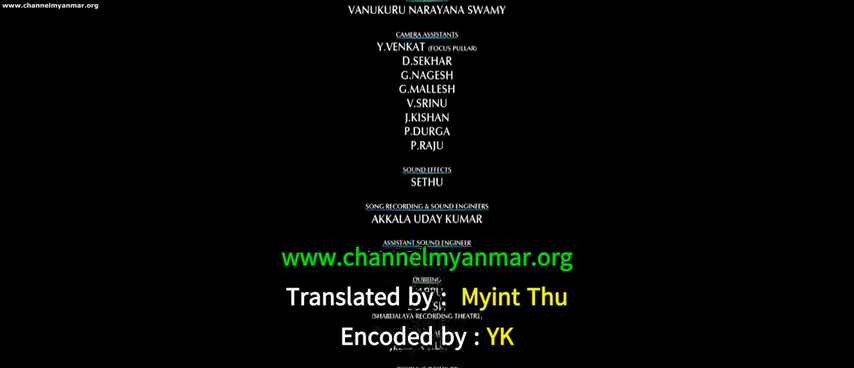 www.channelmyanmar.org
VANUKURU NARAYANA SWAMY
CAMERA ASSISTANTS
Y.VENKAT (FOCUS PULLAR)
D.SEKHAR
G.NAGESH
G.MALLESH
V.SRINU
J.KISHAN
P.DURGA
P.RAJU
SOUND EFFECTS
SETHU
SONG RECORDING & SOUND ENGINEERS
AKKALA UDAY KUMAR
ASSISTANT SOUND ENGINEER
www.channelmyanmar.org
DUBBING
Translated by : Myint Thu
(SHABDALAYA RECORDING THEATRE)
Encoded by : YK